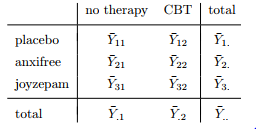 no therapy CBT total
placebo Ȳ₁₁ Ȳ₁₂ Ȳ₁.
anxifree Ȳ₂₁ Ȳ₂₂ Ȳ₂.
joyzepam Ȳ₃₁ Ȳ₃₂ Ȳ₃.
total Ȳ.₁ Ȳ.₂ Ȳ..